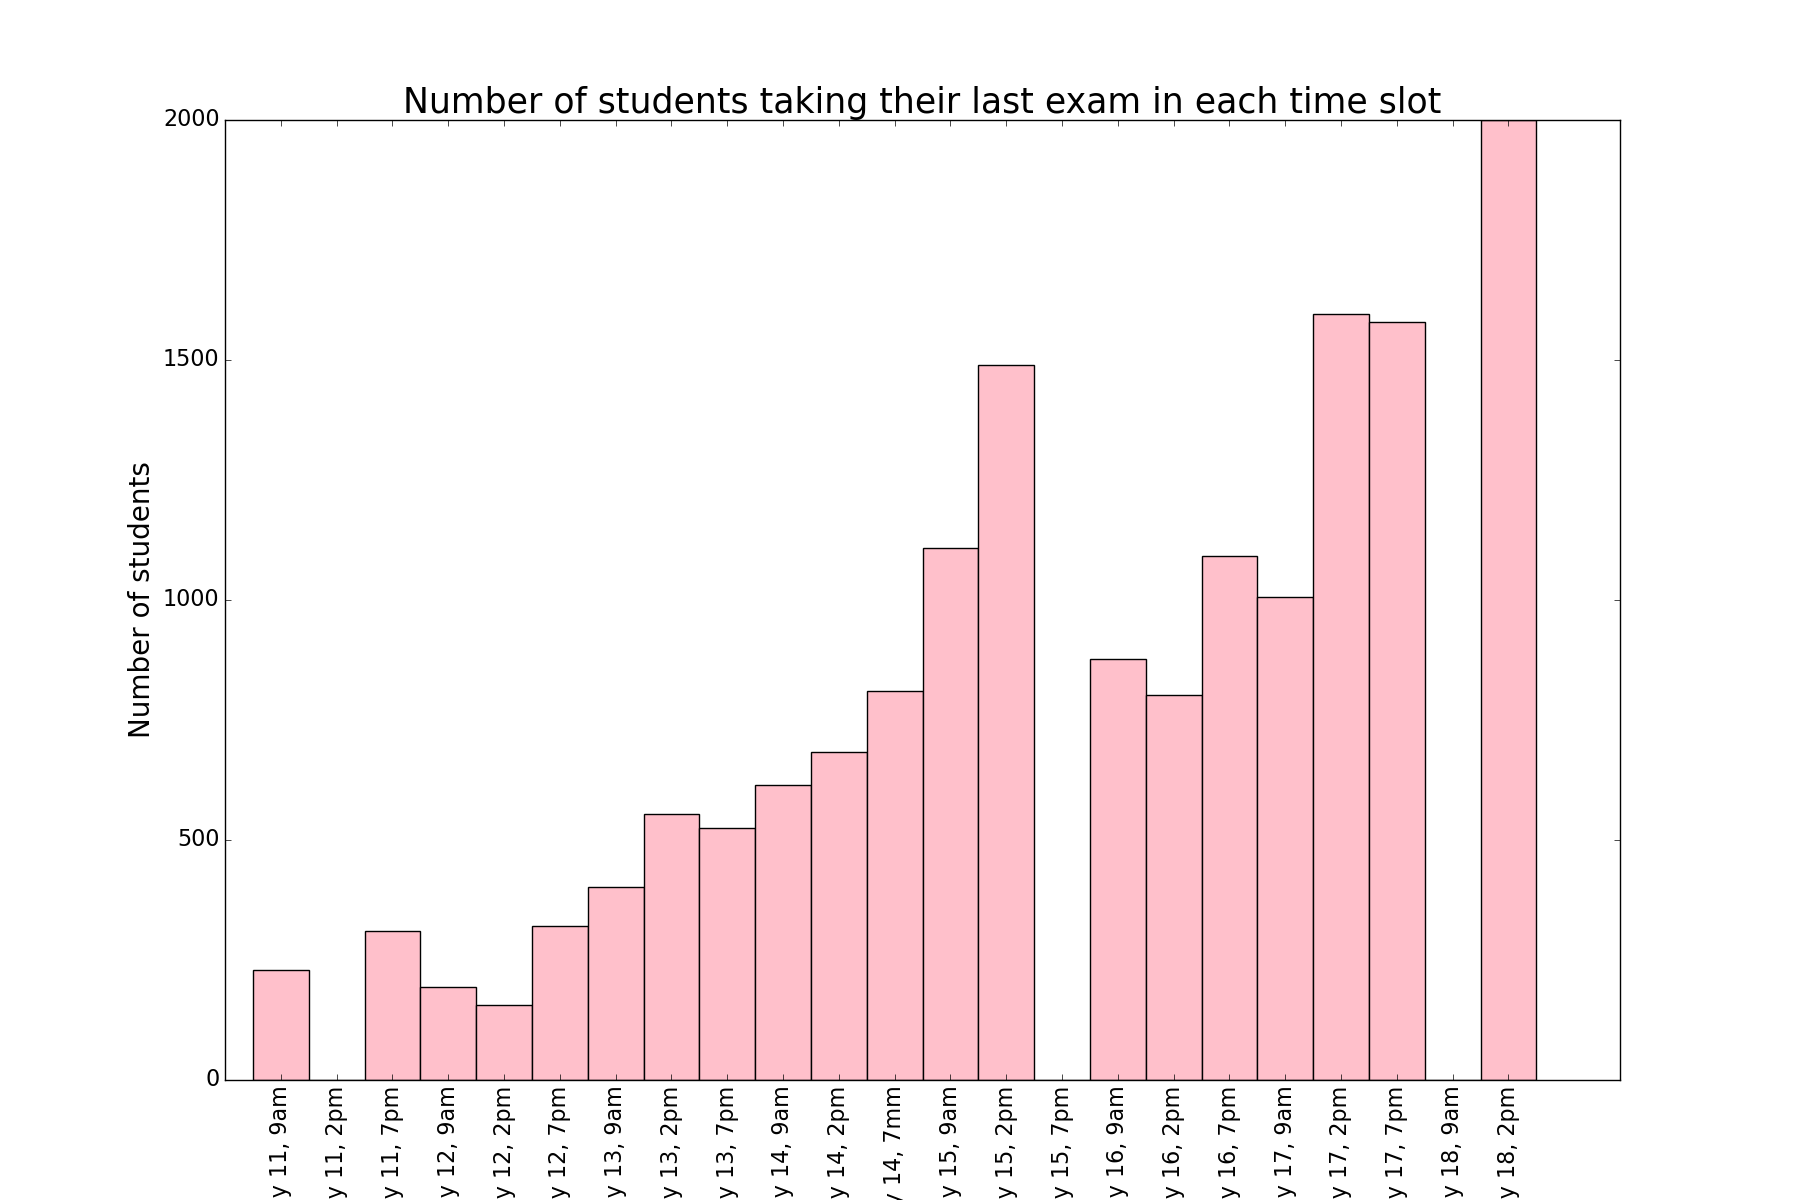 Number of students taking their last exam in each time slot
Number of students
2000
1500
1000
500
0
y 11, 9am
y 11, 2pm
y 11, 7pm
y 12, 9am
y 12, 2pm
y 12, 7pm
y 13, 9am
y 13, 2pm
y 13, 7pm
y 14, 9am
y 14, 2pm
y 14, 7mm
y 15, 9am
y 15, 2pm
y 15, 7pm
y 16, 9am
y 16, 2pm
y 16, 7pm
y 17, 9am
y 17, 2pm
y 17, 7pm
y 18, 9am
y 18, 2pm